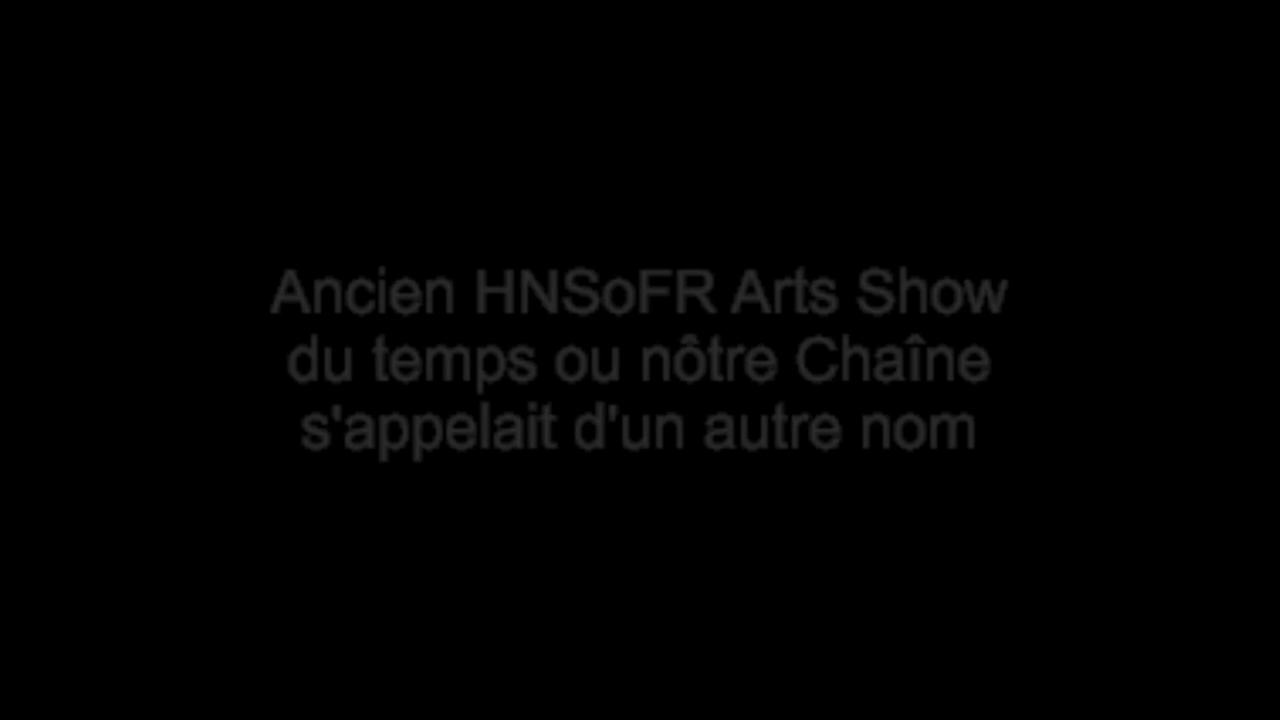 Ancien HNSoFR Arts Show
du temps ou nôtre Chaîne
s'appelait d'un autre nom